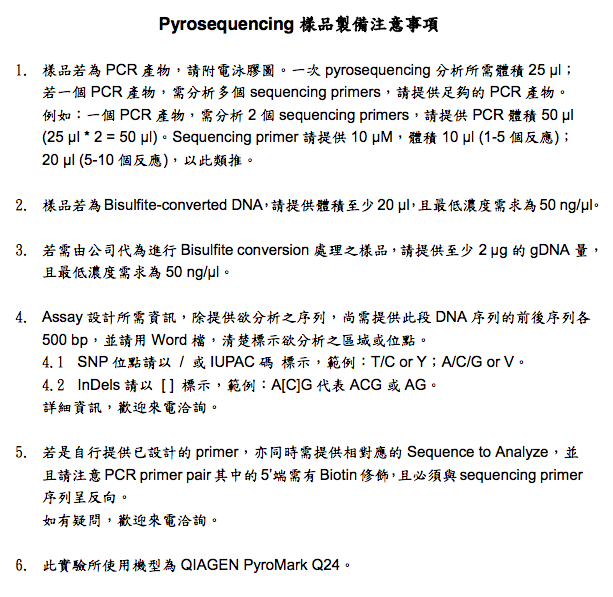 Pyrosequencing 樣品製備注意事項
1. 樣品若為 PCR 產物，請附電泳膠圖。一次 pyrosequencing 分析所需體積 25 µl；
若一個 PCR 產物，需分析多個 sequencing primers，請提供足夠的 PCR 產物。
例如：一個 PCR 產物，需分析 2 個 sequencing primers，請提供 PCR 體積 50 µl
(25 µl * 2 = 50 µl)。Sequencing primer 請提供 10 µM，體積 10 µl (1-5 個反應)；
20 µl (5-10 個反應)，以此類推。
2. 樣品若為 Bisulfite-converted DNA，請提供體積至少 20 µl，且最低濃度需求為 50 ng/µl。
3. 若需由公司代為進行 Bisulfite conversion 處理之樣品，請提供至少 2 µg 的 gDNA 量，
且最低濃度需求為 50 ng/µl。
4. Assay 設計所需資訊，除提供欲分析之序列，尚需提供此段 DNA 序列的前後序列各
500 bp，並請用 Word 檔，清楚標示欲分析之區域或位點。
4.1 SNP 位點請以 / 或 IUPAC 碼 標示，範例：T/C or Y；A/C/G or V。
4.2 InDels 請以 [ ] 標示，範例：A[C]G 代表 ACG 或 AG。
詳細資訊，歡迎來電洽詢。
5. 若是自行提供已設計的 primer，亦同時需提供相對應的 Sequence to Analyze，並
且請注意 PCR primer pair 其中的 5'端需有 Biotin 修飾，且必須與 sequencing primer
序列呈反向。
如有疑問，歡迎來電洽詢。
6. 此實驗所使用機型為 QIAGEN PyroMark Q24。